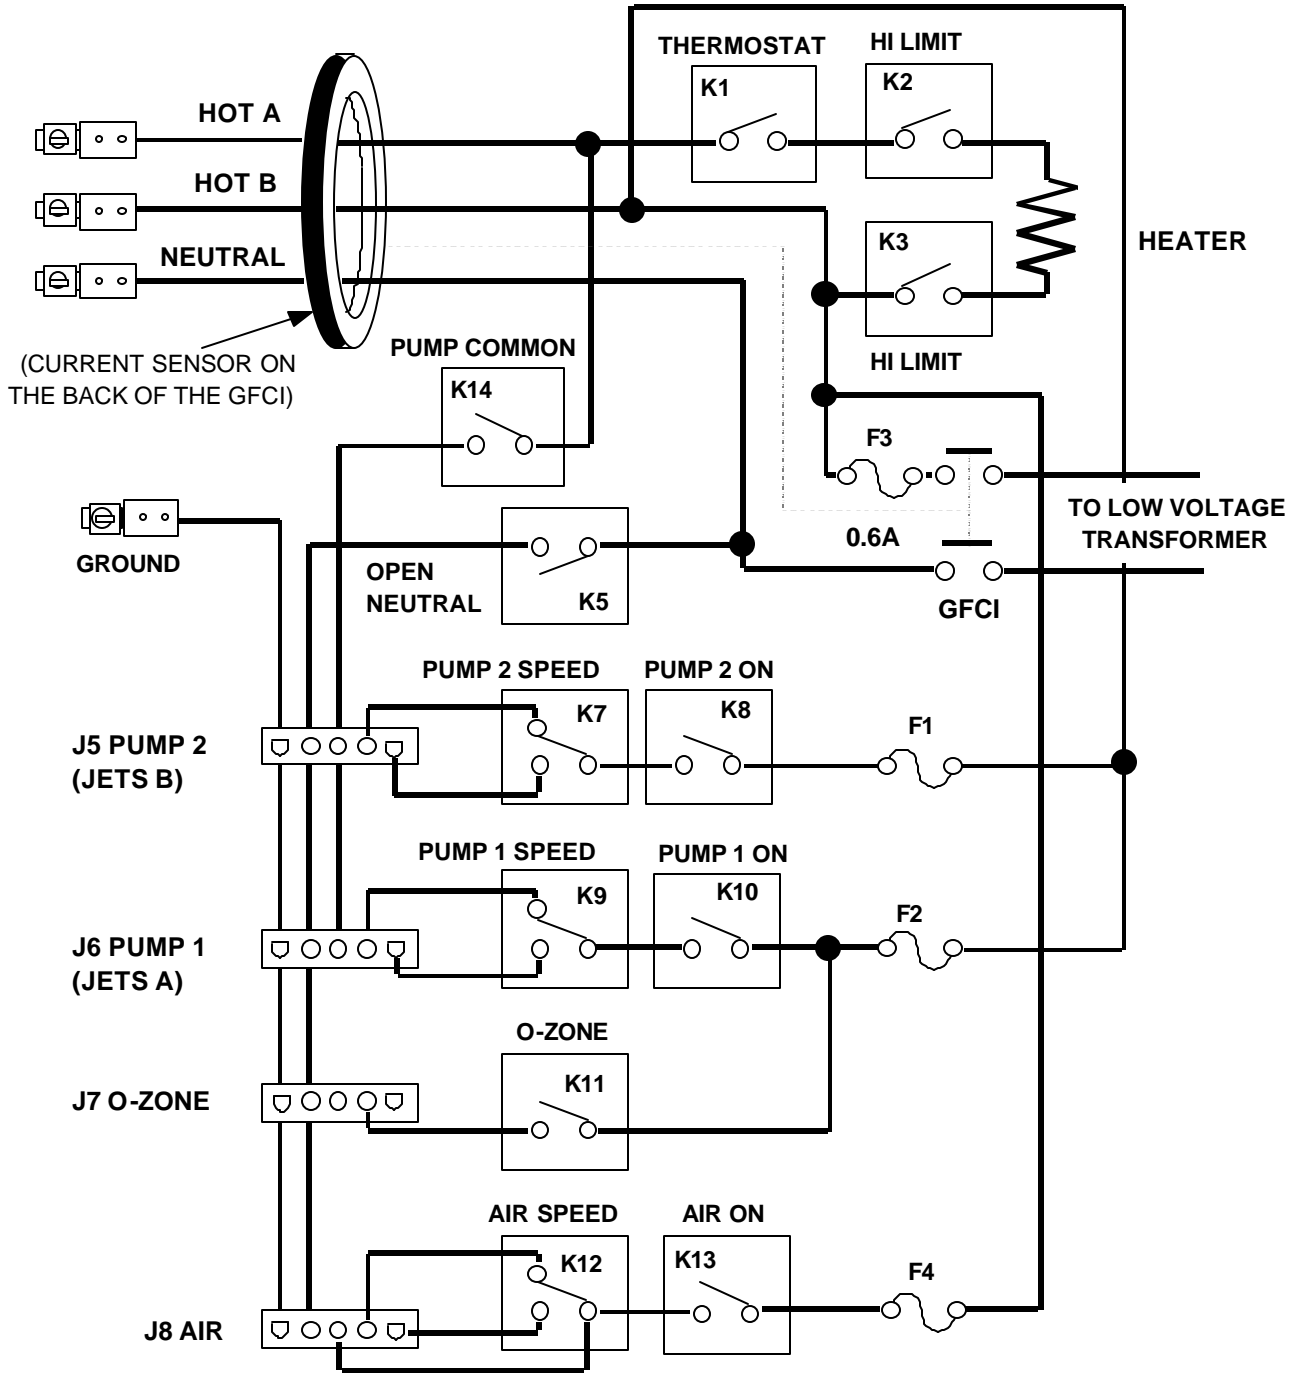 THERMOSTAT
HI LIMIT
K1
K2
HOT A
HOT B
K3
HEATER
NEUTRAL
(CURRENT SENSOR ON
THE BACK OF THE GFCI)
PUMP COMMON
HI LIMIT
K14
F3
GROUND
0.6A
TO LOW VOLTAGE
TRANSFORMER
OPEN
NEUTRAL
K5
GFCI
PUMP 2 SPEED
PUMP 2 ON
K7
K8
F1
J5 PUMP 2
(JETS B)
PUMP 1 SPEED
PUMP 1 ON
K9
K10
F2
J6 PUMP 1
(JETS A)
O-ZONE
K11
J7 O-ZONE
AIR SPEED
AIR ON
K12
K13
F4
J8 AIR